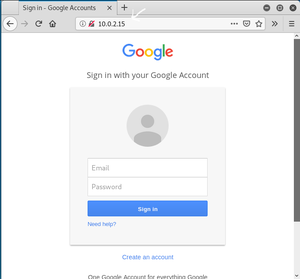 Sign in - Google Accounts
10.0.2.15
Google
Sign in with your Google Account
Email
Password
Sign in
Need help?
Create an account
One Google Account for everything Google